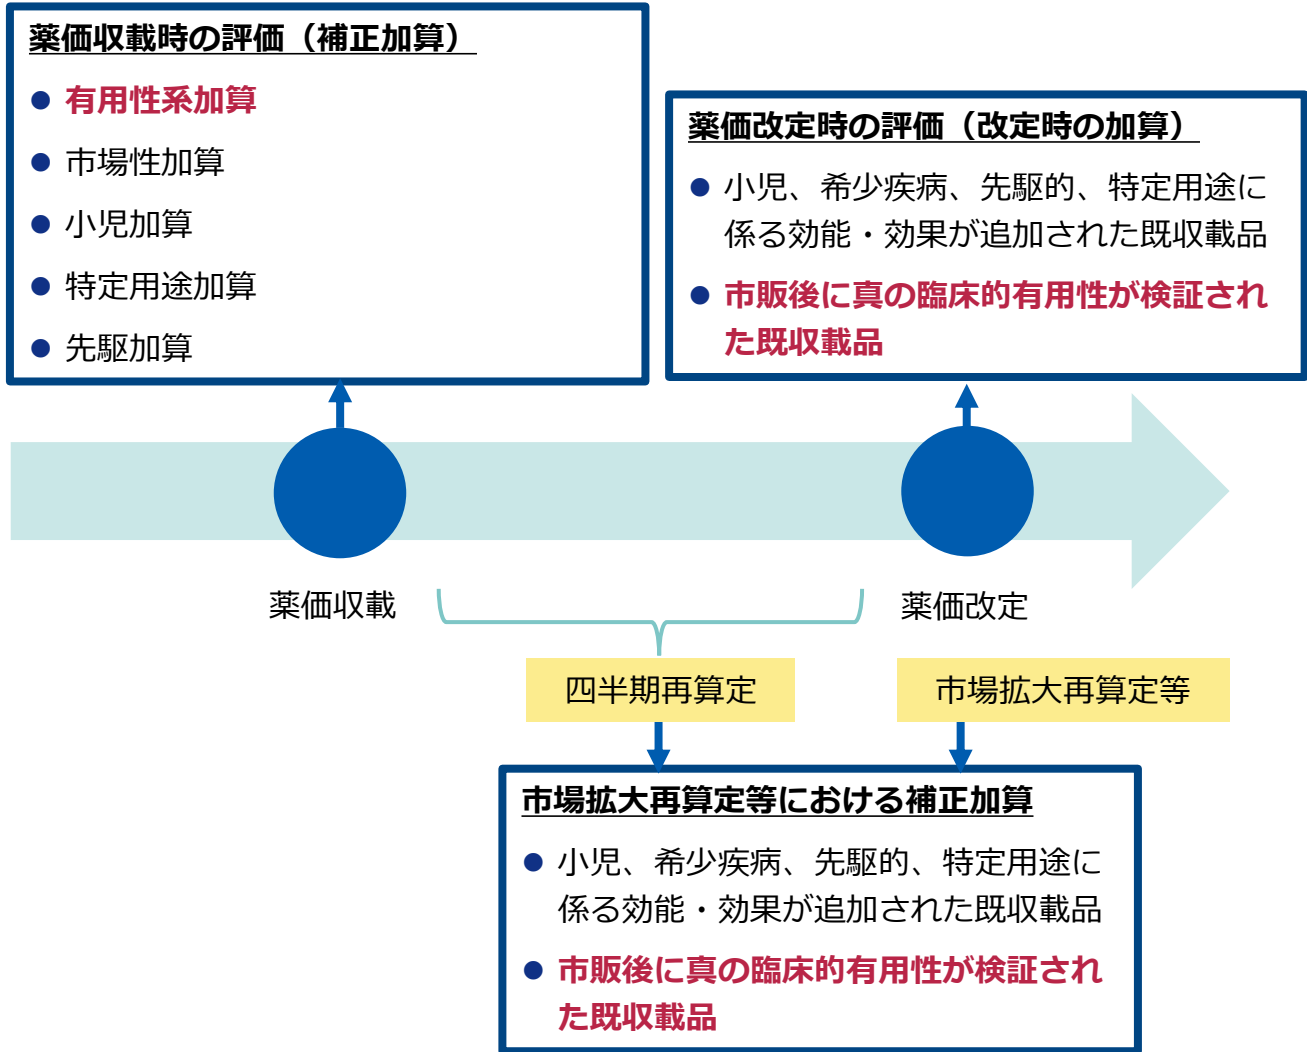 薬価収載時の評価（補正加算）
● 有用性系加算
● 市場性加算
● 小児加算
● 特定用途加算
● 先駆加算
薬価改定時の評価（改定時の加算）
● 小児、希少疾病、先駆的、特定用途に
係る効能・効果が追加された既収載品
● 市販後に真の臨床的有用性が検証され
た既収載品
薬価収載
薬価改定
四半期再算定
市場拡大再算定等
市場拡大再算定等における補正加算
● 小児、希少疾病、先駆的、特定用途に
係る効能・効果が追加された既収載品
● 市販後に真の臨床的有用性が検証され
た既収載品